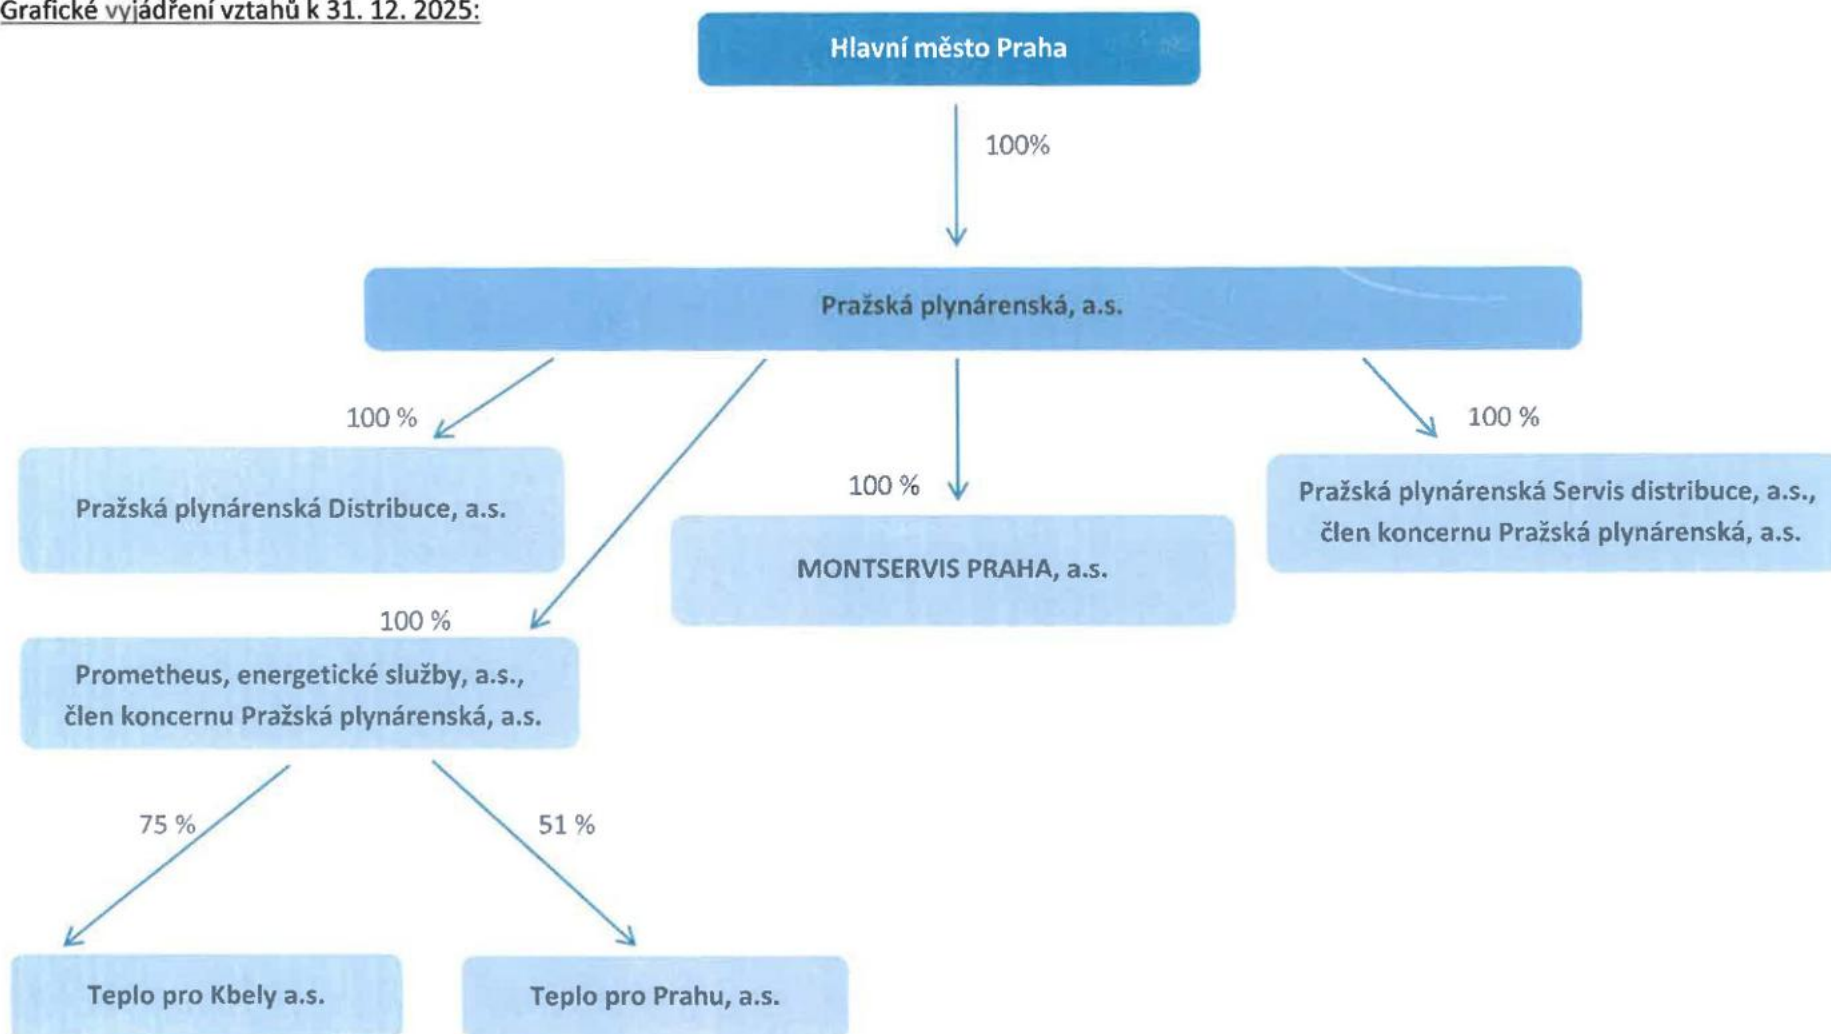 Grafické vyjádření vztahů k 31. 12. 2025:
Hlavní město Praha
100%
Pražská plynárenská, a.s.
100 %
Pražská plynárenská Distribuce, a.s.
100 %
Prometheus, energetické služby, a.s.,
člen koncernu Pražská plynárenská, a.s.
100 %
MONTSERVIS PRAHA, a.s.
100 %
Pražská plynárenská Servis distribuce, a.s.,
člen koncernu Pražská plynárenská, a.s.
75 %
51 %
Teplo pro Kbely a.s.
Teplo pro Prahu, a.s.